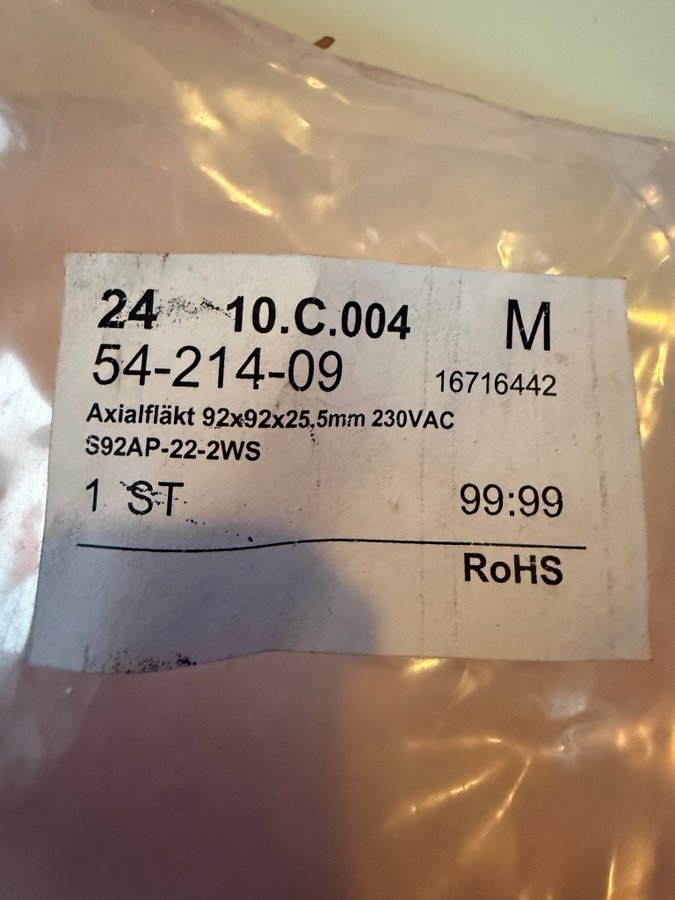 24 10.C.004 M
54-214-09 16716442
Axialfläkt 92x92x25,5mm 230VAC
S92AP-22-2WS
1 ST 99:99
RoHS